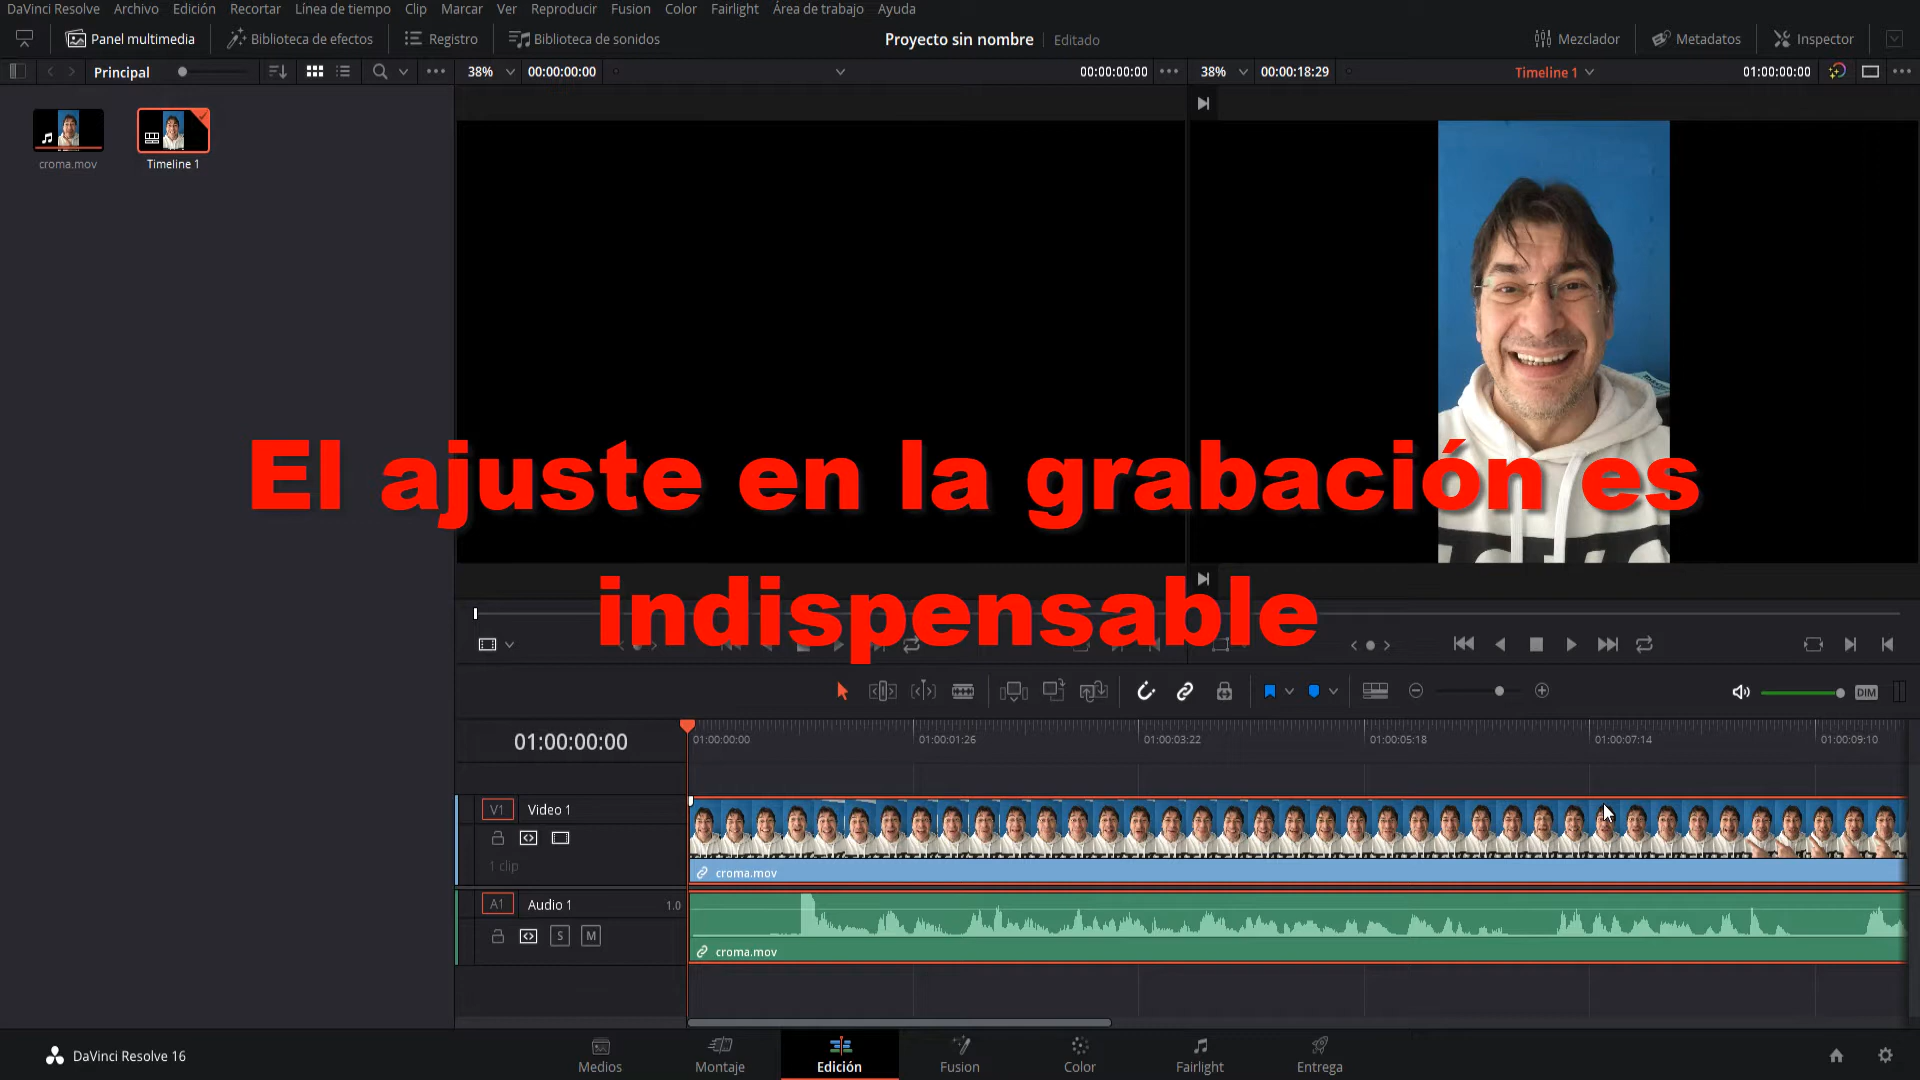 DaVinci Resolve Archivo Edición Recortar Línea de tiempo Clip Marcar Ver Reproducir Fusion Color Fairlight Área de trabajo Ayuda
Panel multimedia Biblioteca de efectos Registro Biblioteca de sonidos Proyecto sin nombre Editado Mezclador Metadatos Inspector
Principal 38% 00:00:00:00 00:00:00:00 38% 00:00:18:29 Timeline 1 01:00:00:00
croma.mov Timeline 1
El ajuste en la grabación es
indispensable
DIM
01:00:00:00 01:00:00:00 01:00:01:26 01:00:03:22 01:00:05:18 01:00:07:14 01:00:09:10
V1 Video 1
1 clip
croma.mov
A1 Audio 1 1.0
S M
croma.mov
DaVinci Resolve 16 Medios Montaje Edición Fusion Color Fairlight Entrega